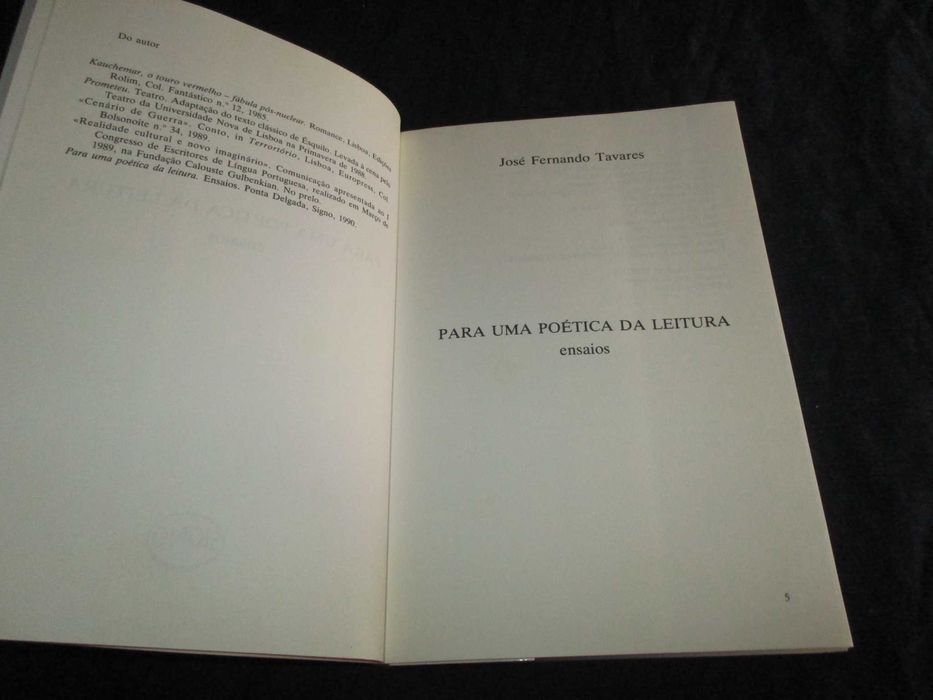 Do autor
Kauchemar, o touro vermelho – fábula pós-nuclear. Romance, Lisboa, Edições
Rolim, Col. Fantástico n.º 12, 1985.
Prometeu. Teatro. Adaptação do texto clássico de Ésquilo. Levada à cena pelo
Teatro da Universidade Nova de Lisboa na Primavera de 1988.
«Cenário de Guerra». Conto, in Terrortório, Lisboa, Europress, Col.
Bolsonoite n.º 34, 1989.
«Realidade cultural e novo imaginário». Comunicação apresentada ao I
Congresso de Escritores de Língua Portuguesa, realizado em Março de
1989, na Fundação Calouste Gulbenkian. No prelo.
Para uma poética da leitura. Ensaios. Ponta Delgada, Signo, 1990.
José Fernando Tavares
PARA UMA POÉTICA DA LEITURA
ensaios
5